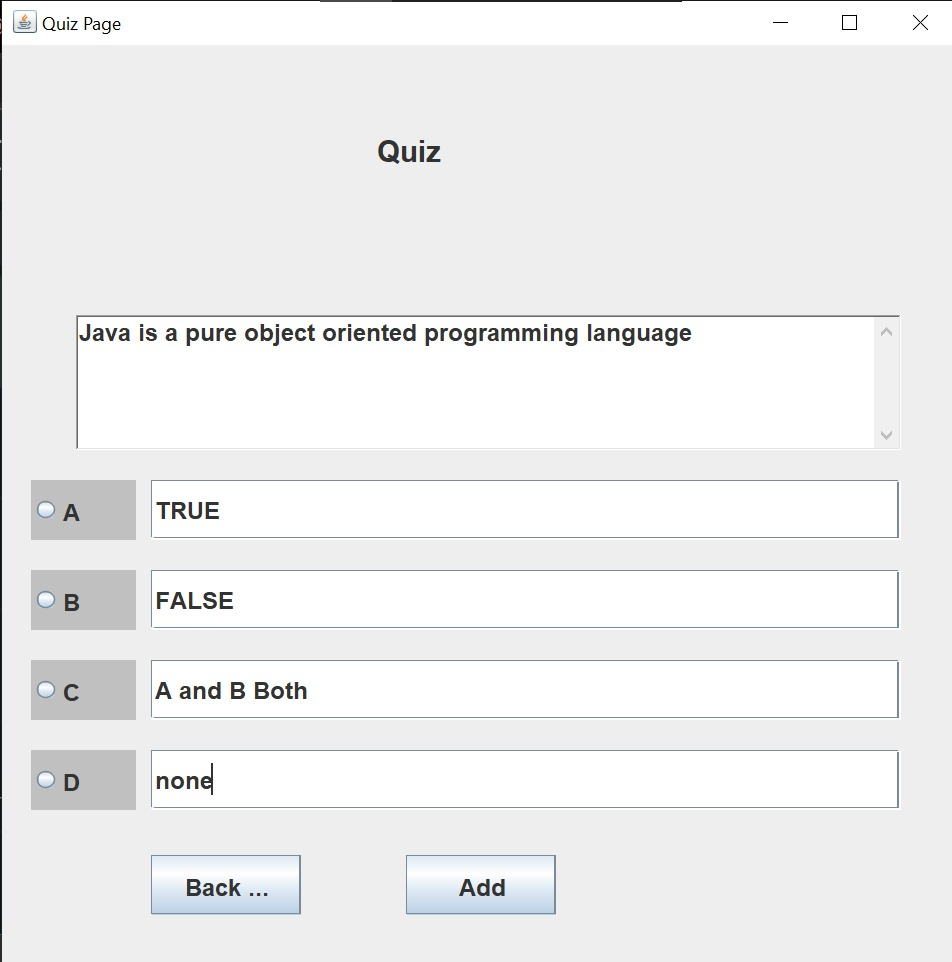 Quiz Page
Quiz
Java is a pure object oriented programming language
A TRUE
B FALSE
C A and B Both
D none
Back ... Add